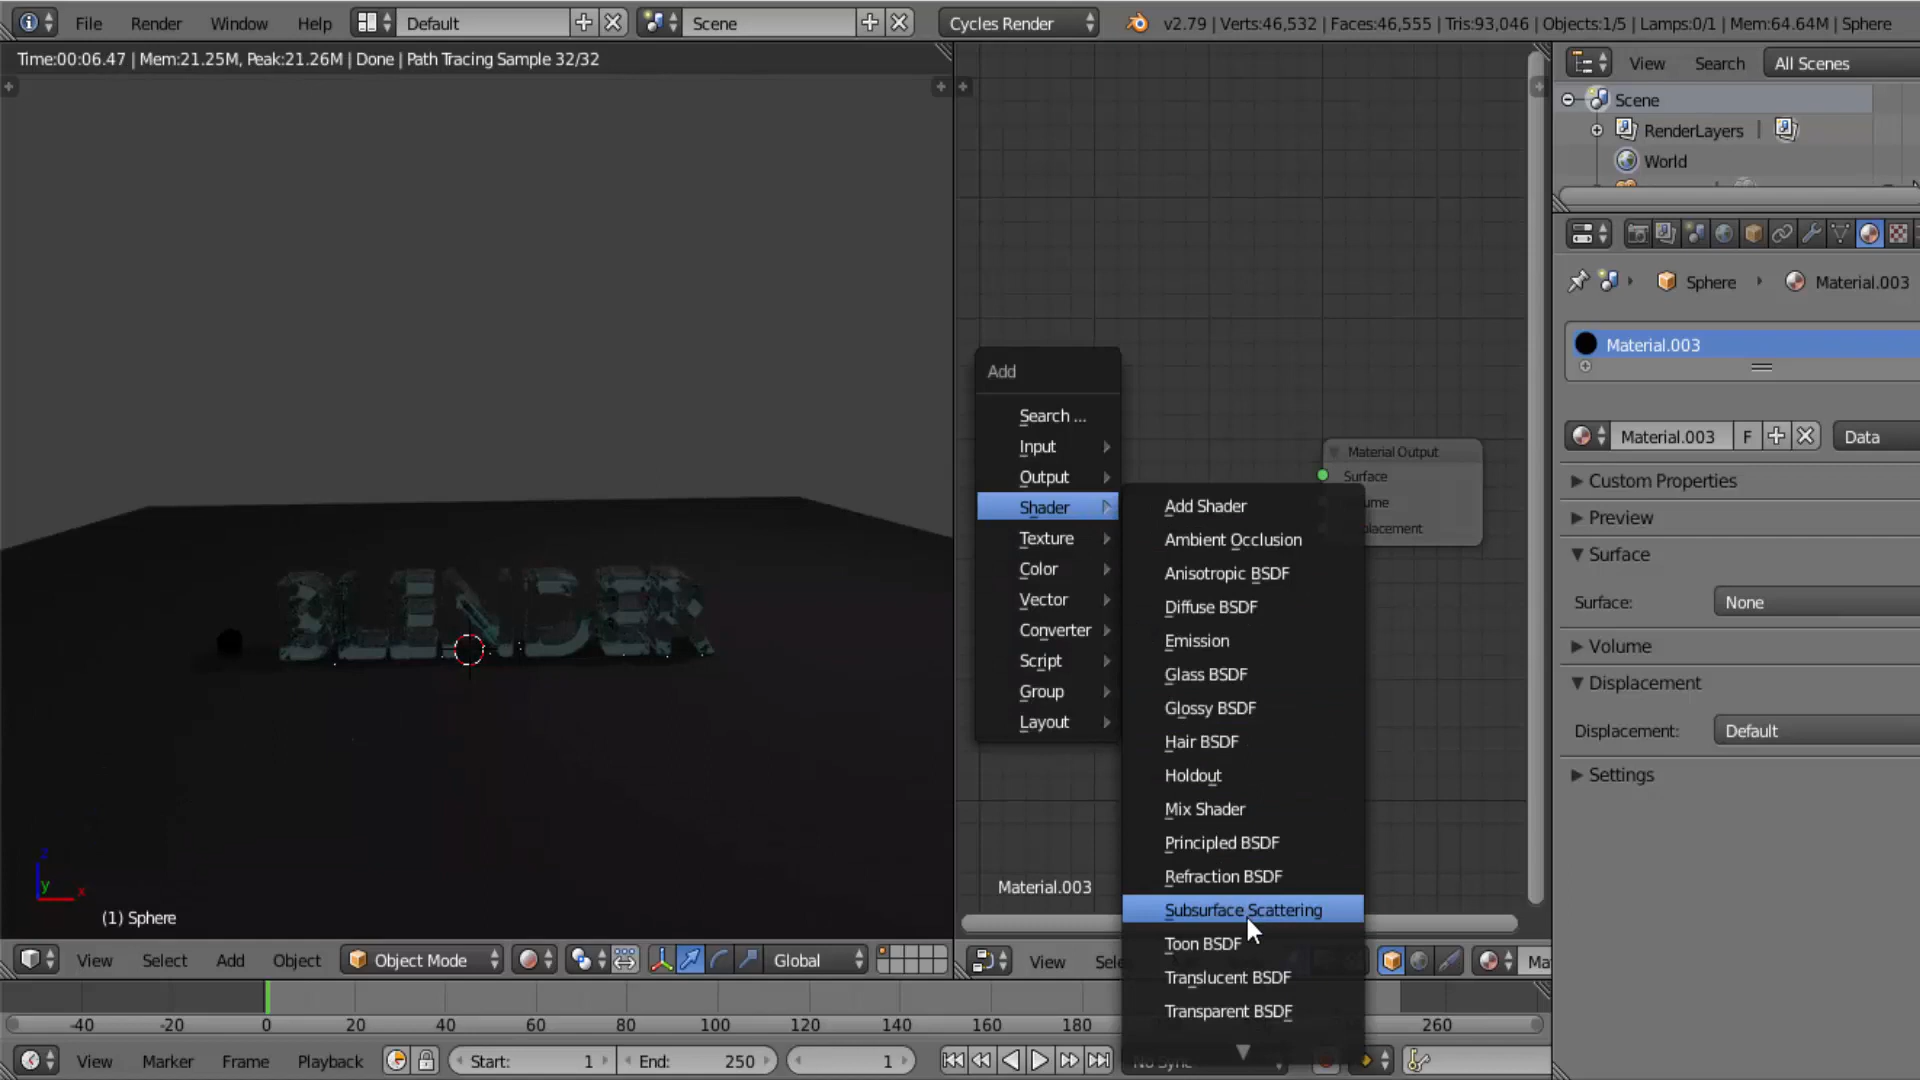 File Render Window Help Default Scene Cycles Render v2.79 | Verts:46,532 | Faces:46,555 | Tris:93,046 | Objects:1/5 | Lamps:0/1 | Mem:64.64M | Sphere
Time:00:06.47 | Mem:21.25M, Peak:21.26M | Done | Path Tracing Sample 32/32
View Search All Scenes
Scene
RenderLayers |
World
Sphere Material.003
Material.003
Material.003 F Data
Custom Properties
Preview
Surface
Surface: None
Volume
Displacement
Displacement: Default
Settings
Add
Search ...
Input
Output
Shader
Texture
Color
Vector
Converter
Script
Group
Layout
Add Shader
Ambient Occlusion
Anisotropic BSDF
Diffuse BSDF
Emission
Glass BSDF
Glossy BSDF
Hair BSDF
Holdout
Mix Shader
Principled BSDF
Refraction BSDF
Subsurface Scattering
Toon BSDF
Translucent BSDF
Transparent BSDF
Material Output
Surface
ume
placement
Material.003
BLENDER
z
y x
(1) Sphere
View Select Add Object Object Mode Global
View Sele Ma
-40 -20 0 20 40 60 80 100 120 140 160 180 260
View Marker Frame Playback Start: 1 End: 250 1 No Sync